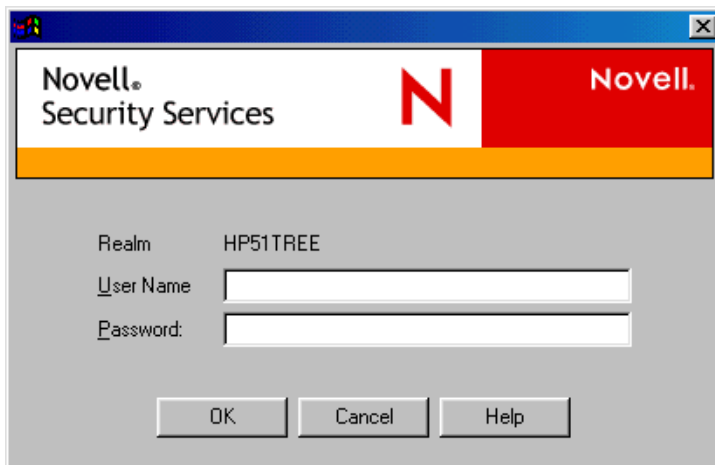 Novell®
Security Services
N
Novell.
Realm HP51TREE
User Name
Password:
OK Cancel Help